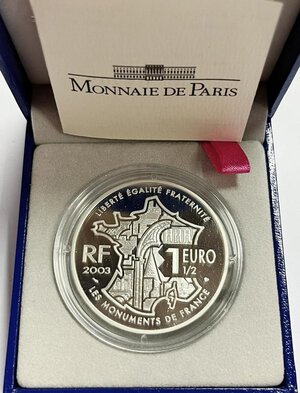 MONNAIE DE PARIS
LIBERTÉ ÉGALITÉ FRATERNITÉ
RF
2003
1 EURO
1/2
LES MONUMENTS DE FRANCE